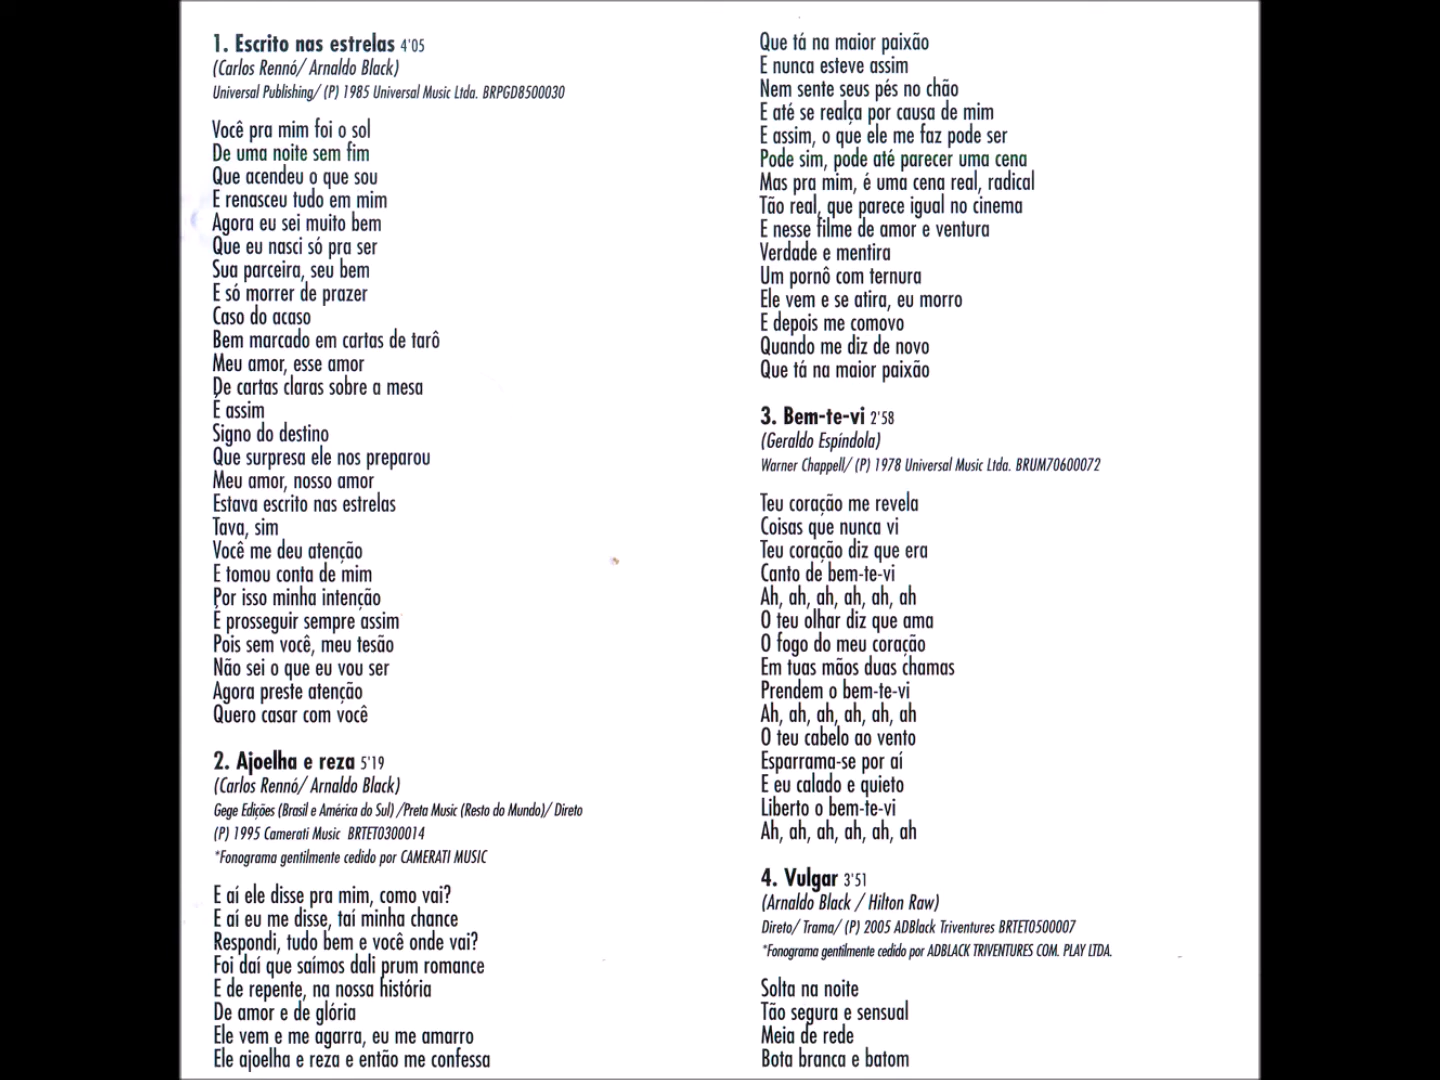 1. Escrito nas estrelas 4'05
(Carlos Rennó/ Arnaldo Black)
Universal Publishing/ (P) 1985 Universal Music Ltda. BRPGD8500030
Você pra mim foi o sol
De uma noite sem fim
Que acendeu o que sou
E renasceu tudo em mim
Agora eu sei muito bem
Que eu nasci só pra ser
Sua parceira, seu bem
E só morrer de prazer
Caso do acaso
Bem marcado em cartas de tarô
Meu amor, esse amor
De cartas claras sobre a mesa
É assim
Signo do destino
Que surpresa ele nos preparou
Meu amor, nosso amor
Estava escrito nas estrelas
Tava, sim
Você me deu atenção
E tomou conta de mim
Por isso minha intenção
É prosseguir sempre assim
Pois sem você, meu tesão
Não sei o que eu vou ser
Agora preste atenção
Quero casar com você
2. Ajoelha e reza 5'19
(Carlos Rennó/ Arnaldo Black)
Gege Edições (Brasil e América do Sul) /Preta Music (Resto do Mundo)/ Direto
(P) 1995 Camerati Music BRTET0300014
*Fonograma gentilmente cedido por CAMERATI MUSIC
E aí ele disse pra mim, como vai?
E aí eu me disse, taí minha chance
Respondi, tudo bem e você onde vai?
Foi daí que saímos dali prum romance
E de repente, na nossa história
De amor e de glória
Ele vem e me agarra, eu me amarro
Ele ajoelha e reza e então me confessa
Que tá na maior paixão
E nunca esteve assim
Nem sente seus pés no chão
E até se realça por causa de mim
E assim, o que ele me faz pode ser
Pode sim, pode até parecer uma cena
Mas pra mim, é uma cena real, radical
Tão real, que parece igual no cinema
E nesse filme de amor e ventura
Verdade e mentira
Um pornô com ternura
Ele vem e se atira, eu morro
E depois me comovo
Quando me diz de novo
Que tá na maior paixão
3. Bem-te-vi 2'58
(Geraldo Espíndola)
Warner Chappell/ (P) 1978 Universal Music Ltda. BRUM70600072
Teu coração me revela
Coisas que nunca vi
Teu coração diz que era
Canto de bem-te-vi
Ah, ah, ah, ah, ah, ah
O teu olhar diz que ama
O fogo do meu coração
Em tuas mãos duas chamas
Prendem o bem-te-vi
Ah, ah, ah, ah, ah, ah
O teu cabelo ao vento
Esparrama-se por aí
E eu calado e quieto
Liberto o bem-te-vi
Ah, ah, ah, ah, ah, ah
4. Vulgar 3'51
(Arnaldo Black / Hilton Raw)
Direto/ Trama/ (P) 2005 ADBlack Triventures BRTET0500007
*Fonograma gentilmente cedido por ADBLACK TRIVENTURES COM. PLAY LTDA.
Solta na noite
Tão segura e sensual
Meia de rede
Bota branca e batom